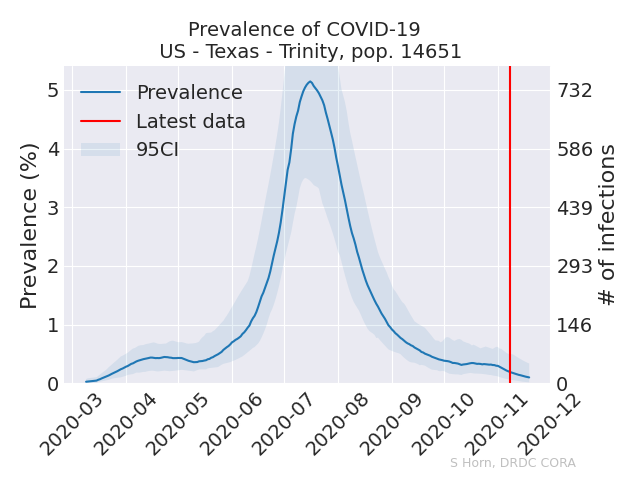 Prevalence of COVID-19
US - Texas - Trinity, pop. 14651
Prevalence
Latest data
95CI
Prevalence (%)
5
4
3
2
1
0
732
586
439
293
146
0
# of infections
2020-03
2020-04
2020-05
2020-06
2020-07
2020-08
2020-09
2020-10
2020-11
2020-12
S Horn, DRDC CORA